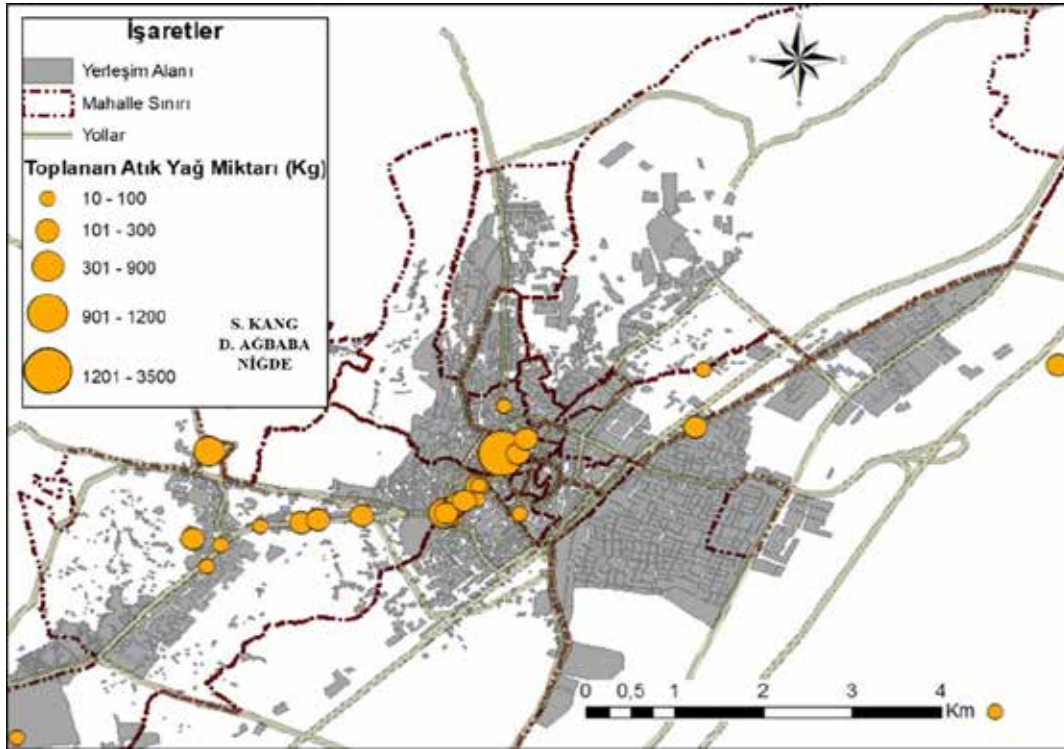 İşaretler
Yerleşim Alanı
Mahalle Sınırı
Yollar
Toplanan Atık Yağ Miktarı (Kg)
10 - 100
101 - 300
301 - 900
901 - 1200
1201 - 3500
S. KANG
D. AĞBABA
NİĞDE
N
W E
S
0 0,5 1 2 3 4
Km